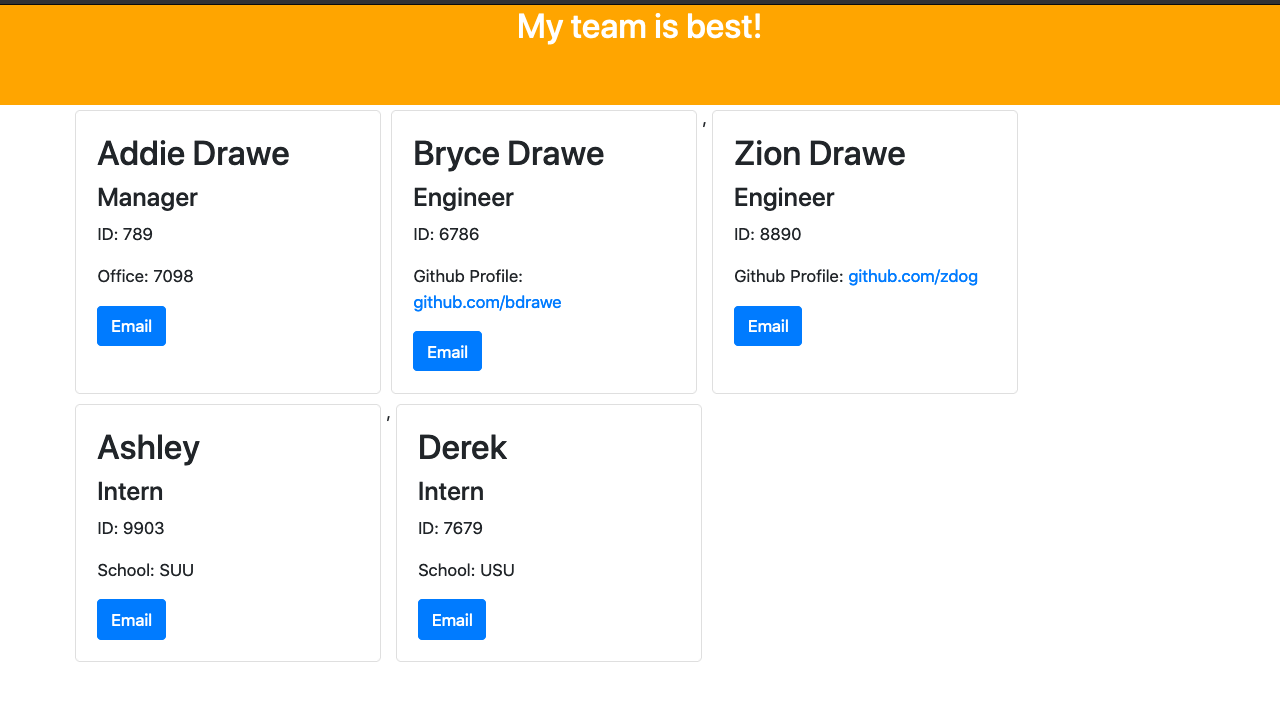 My team is best!
Addie Drawe
Manager
ID: 789
Office: 7098
Email
Bryce Drawe
Engineer
ID: 6786
Github Profile:
github.com/bdrawe
Email
,
Zion Drawe
Engineer
ID: 8890
Github Profile: github.com/zdog
Email
Ashley
Intern
ID: 9903
School: SUU
Email
,
Derek
Intern
ID: 7679
School: USU
Email